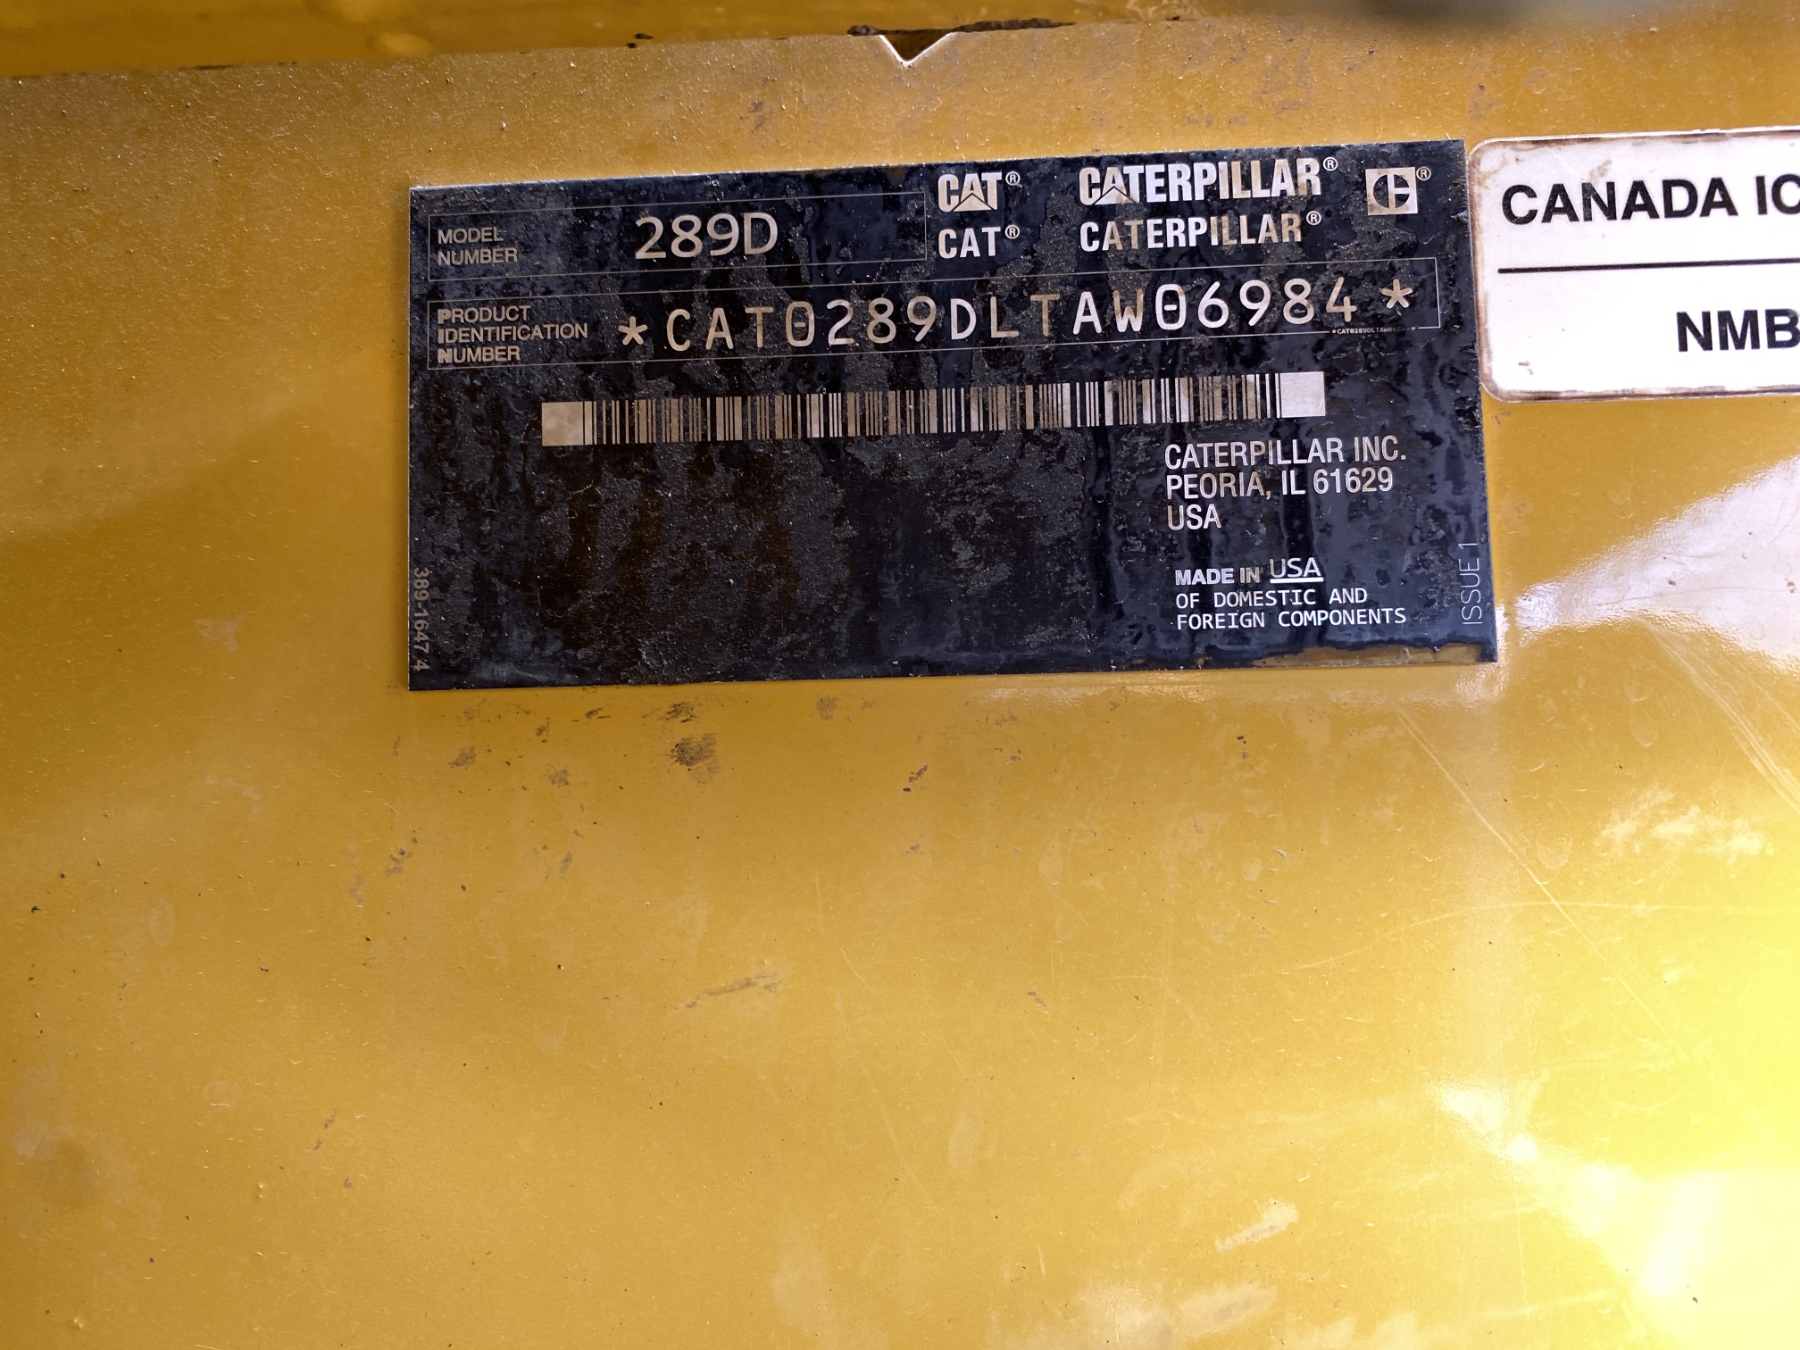 MODEL NUMBER 289D
CAT® CATERPILLAR®
CAT® CATERPILLAR®
PRODUCT IDENTIFICATION NUMBER *CAT0289DLTAW06984*
CATERPILLAR INC.
PEORIA, IL 61629
USA
MADE IN USA
OF DOMESTIC AND
FOREIGN COMPONENTS
ISSUE 1
389-1647 4
CANADA IC
NMB